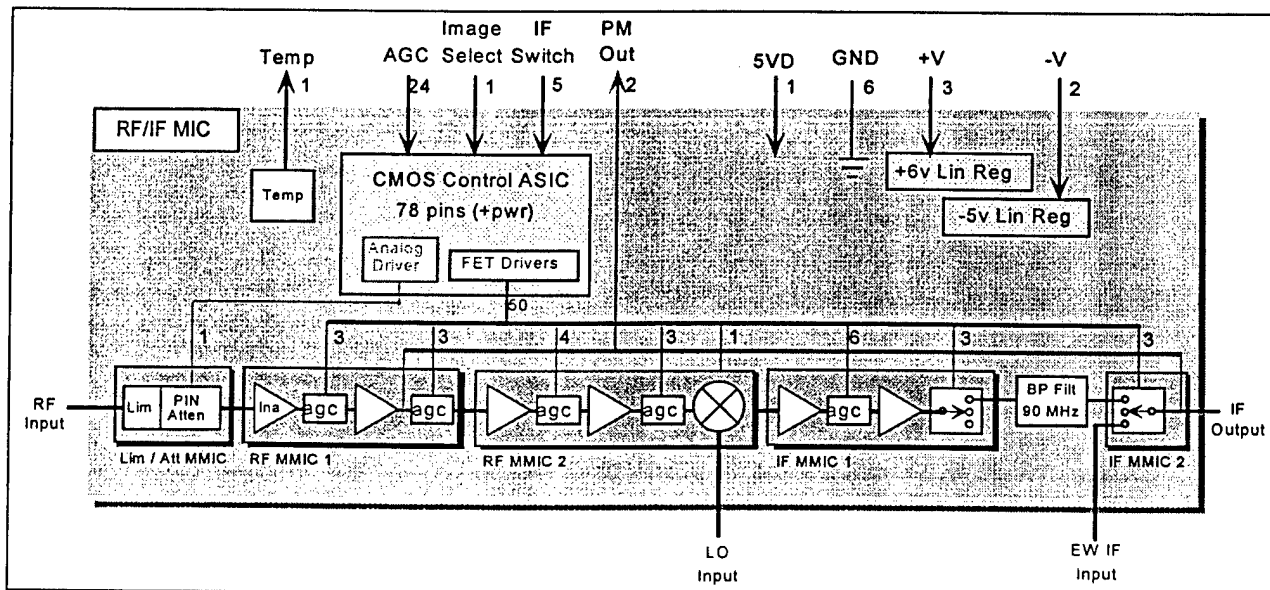 Temp
1
AGC
24
Image
Select
1
IF
Switch
5
PM
Out
2
5VD
1
GND
6
+V
3
-V
2
RF/IF MIC
Temp
CMOS Control ASIC
78 pins (+pwr)
Analog
Driver
FET Drivers
+6v Lin Reg
-5v Lin Reg
60
1
3
3
4
3
1
6
3
3
RF
Input
Lim
PIN
Atten
lna
agc
agc
agc
agc
agc
BP Filt
90 MHz
IF
Output
Lim / Att MMIC
RF MMIC 1
RF MMIC 2
IF MMIC 1
IF MMIC 2
LO
Input
EW IF
Input